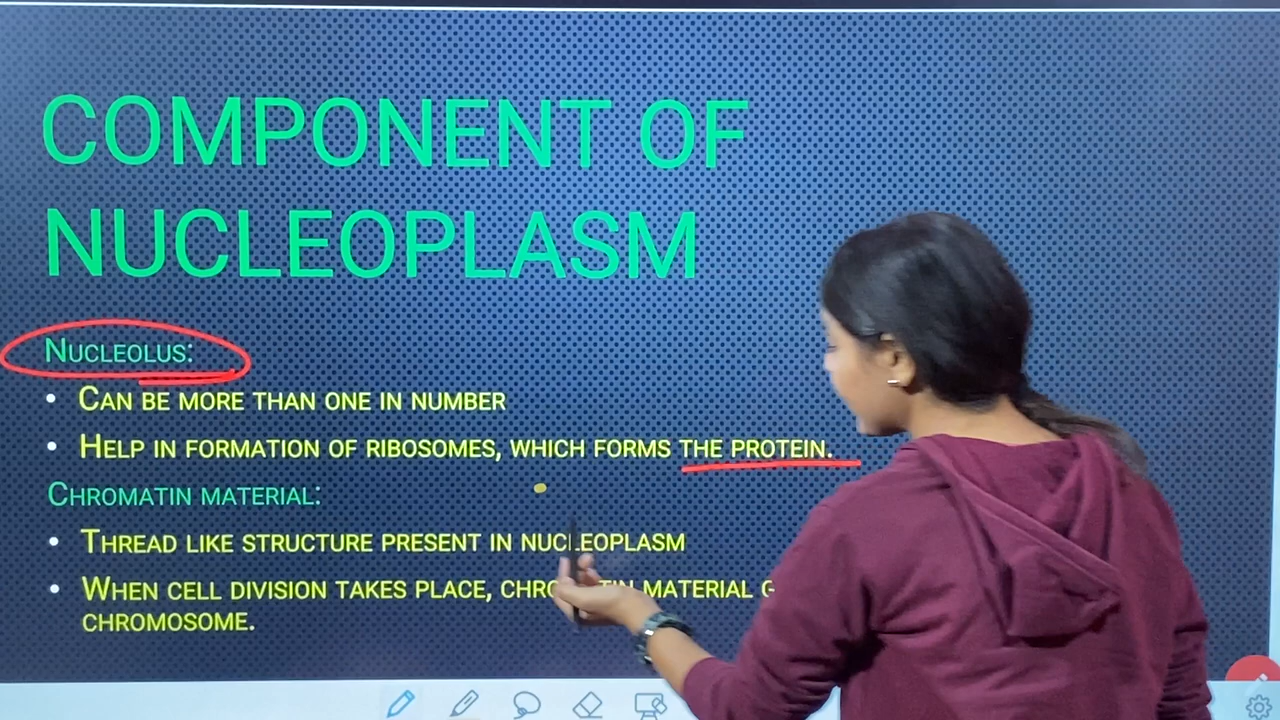 COMPONENT OF
NUCLEOPLASM
NUCLEOLUS:
• CAN BE MORE THAN ONE IN NUMBER
• HELP IN FORMATION OF RIBOSOMES, WHICH FORMS THE PROTEIN.
CHROMATIN MATERIAL:
• THREAD LIKE STRUCTURE PRESENT IN NUCLEOPLASM
• WHEN CELL DIVISION TAKES PLACE, CHROMATIN MATERIAL
CHROMOSOME.